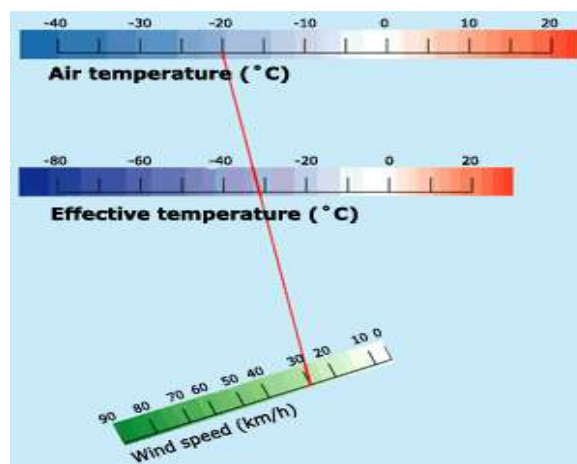 -40 -30 -20 -10 0 10 20
Air temperature (˚C)
-80 -60 -40 -20 0 20
Effective temperature (˚C)
90 80 70 60 50 40 30 20 10 0
Wind speed (km/h)